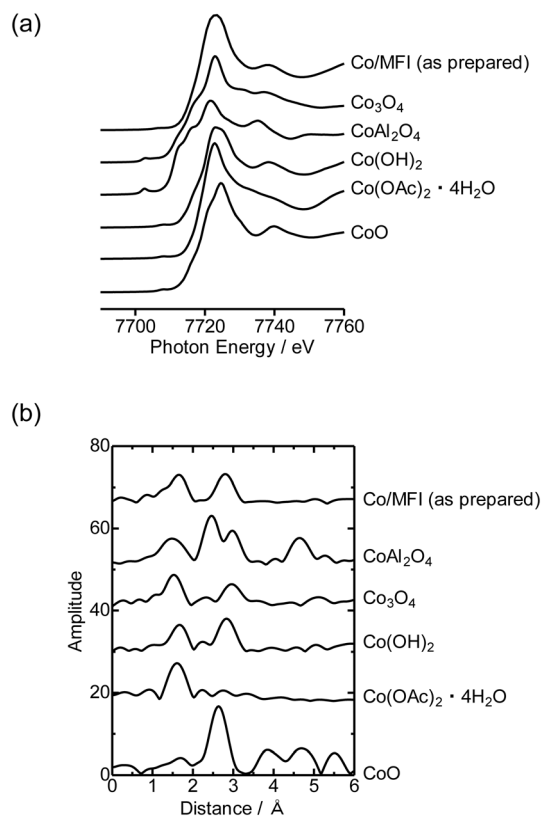 (a)
Co/MFI (as prepared)
Co₃O₄
CoAl₂O₄
Co(OH)₂
Co(OAc)₂・4H₂O
CoO
7700 7720 7740 7760
Photon Energy / eV
(b)
80
Co/MFI (as prepared)
60
CoAl₂O₄
Amplitude
Co₃O₄
40
Co(OH)₂
20
Co(OAc)₂・4H₂O
0
CoO
0 1 2 3 4 5 6
Distance / Å